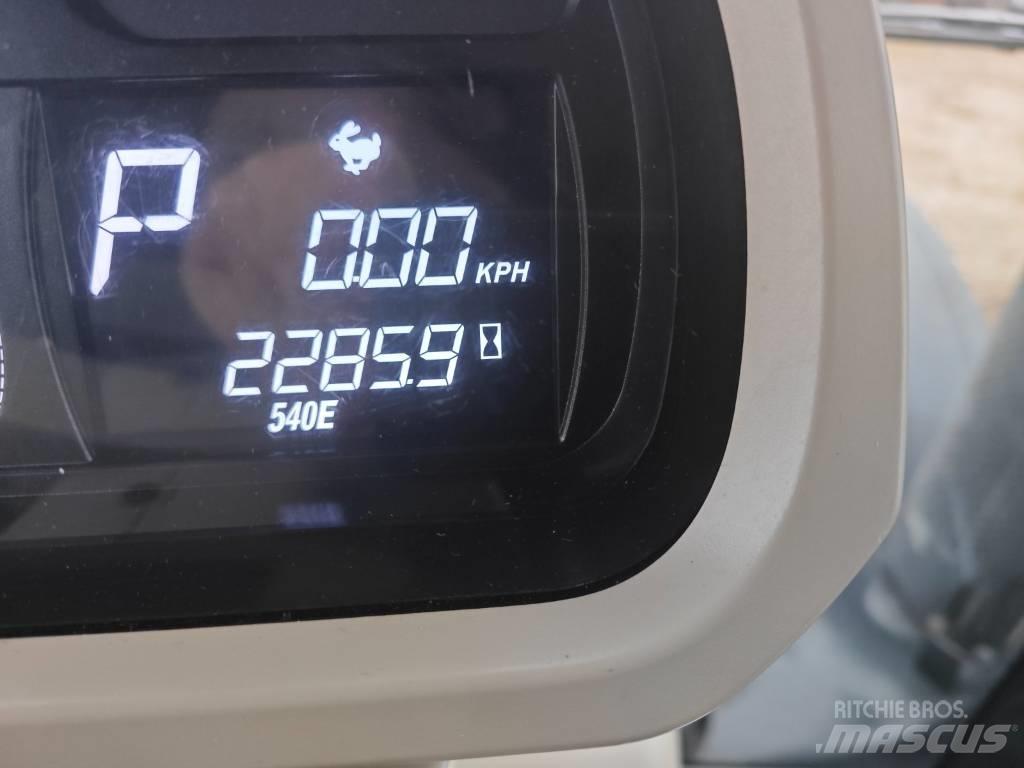 P
0.00 KPH
2285.9
540E
RITCHIE BROS.
MASCUS